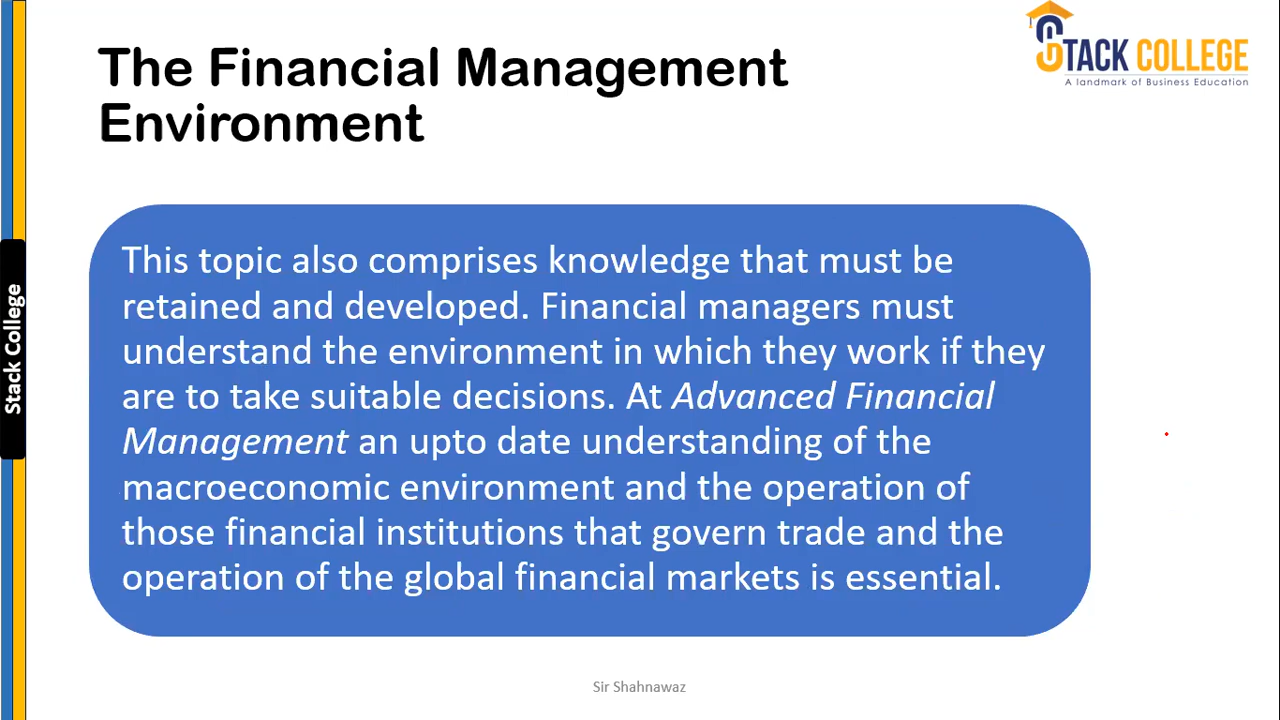 The Financial Management
Environment
STACK COLLEGE
A landmark of Business Education
This topic also comprises knowledge that must be
retained and developed. Financial managers must
understand the environment in which they work if they
are to take suitable decisions. At Advanced Financial
Management an upto date understanding of the
macroeconomic environment and the operation of
those financial institutions that govern trade and the
operation of the global financial markets is essential.
Stack College
Sir Shahnawaz